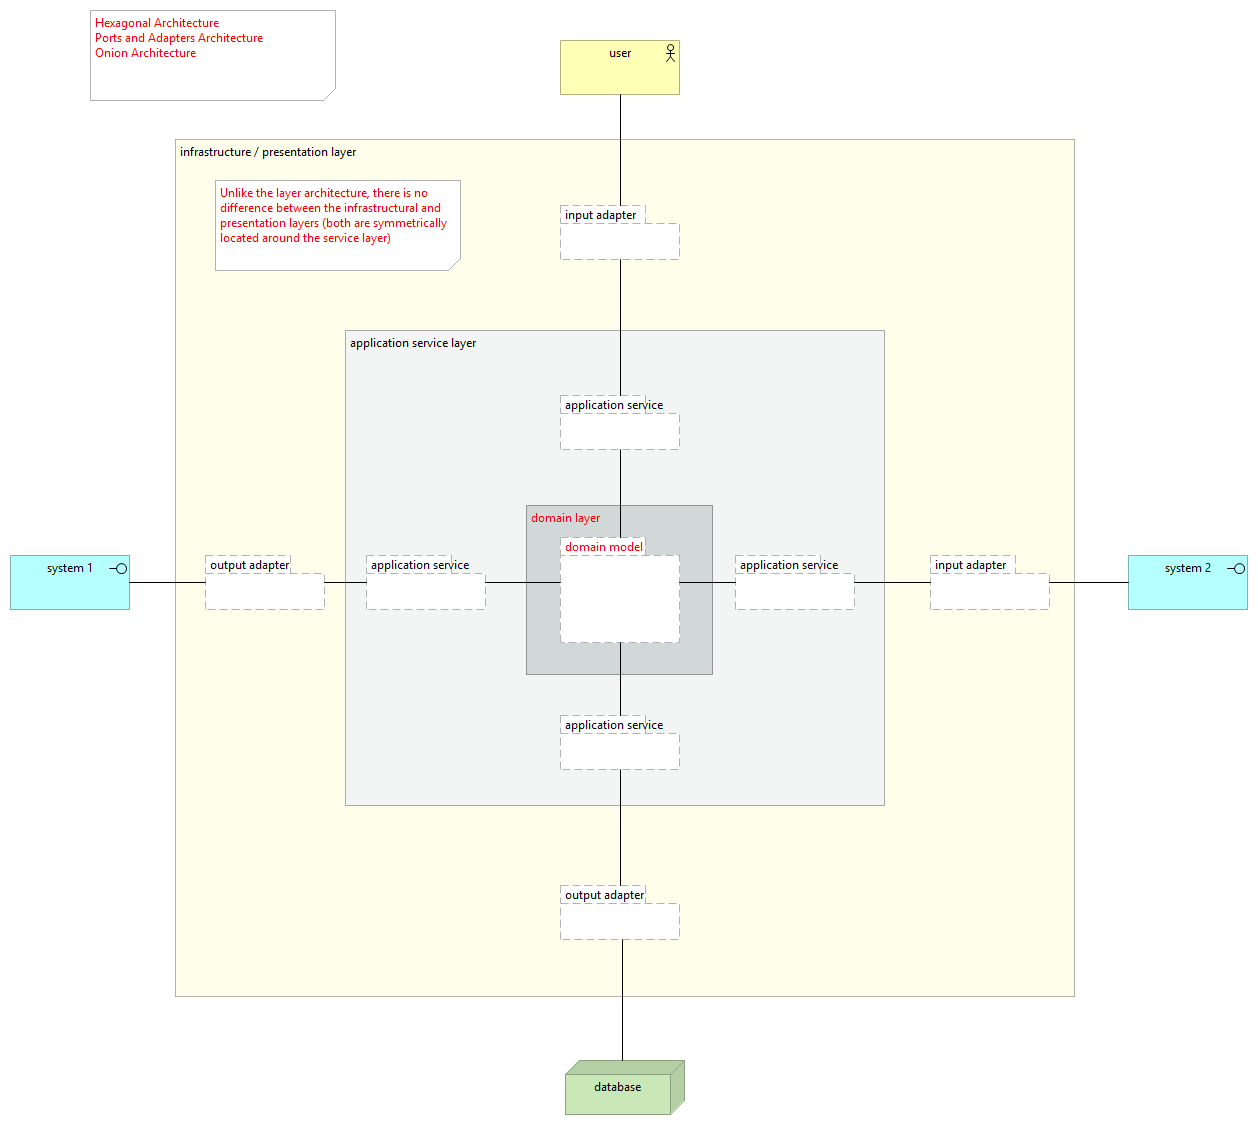 Hexagonal Architecture
Ports and Adapters Architecture
Onion Architecture
user
infrastructure / presentation layer
Unlike the layer architecture, there is no
difference between the infrastructural and
presentation layers (both are symmetrically
located around the service layer)
input adapter
application service layer
application service
domain layer
domain model
system 1
output adapter
application service
application service
input adapter
system 2
application service
output adapter
database